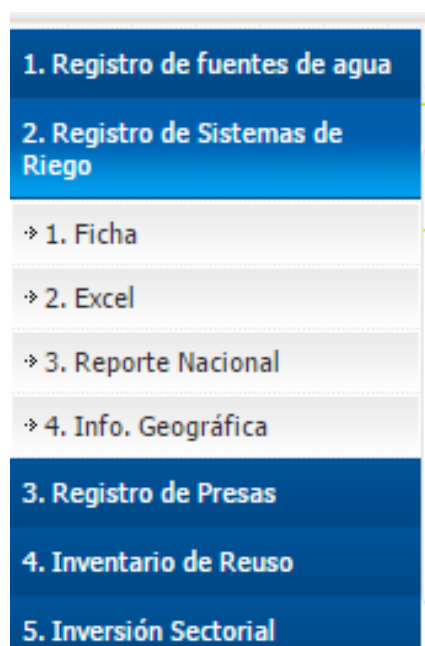 1. Registro de fuentes de agua
2. Registro de Sistemas de
Riego
1. Ficha
2. Excel
3. Reporte Nacional
4. Info. Geográfica
3. Registro de Presas
4. Inventario de Reuso
5. Inversión Sectorial